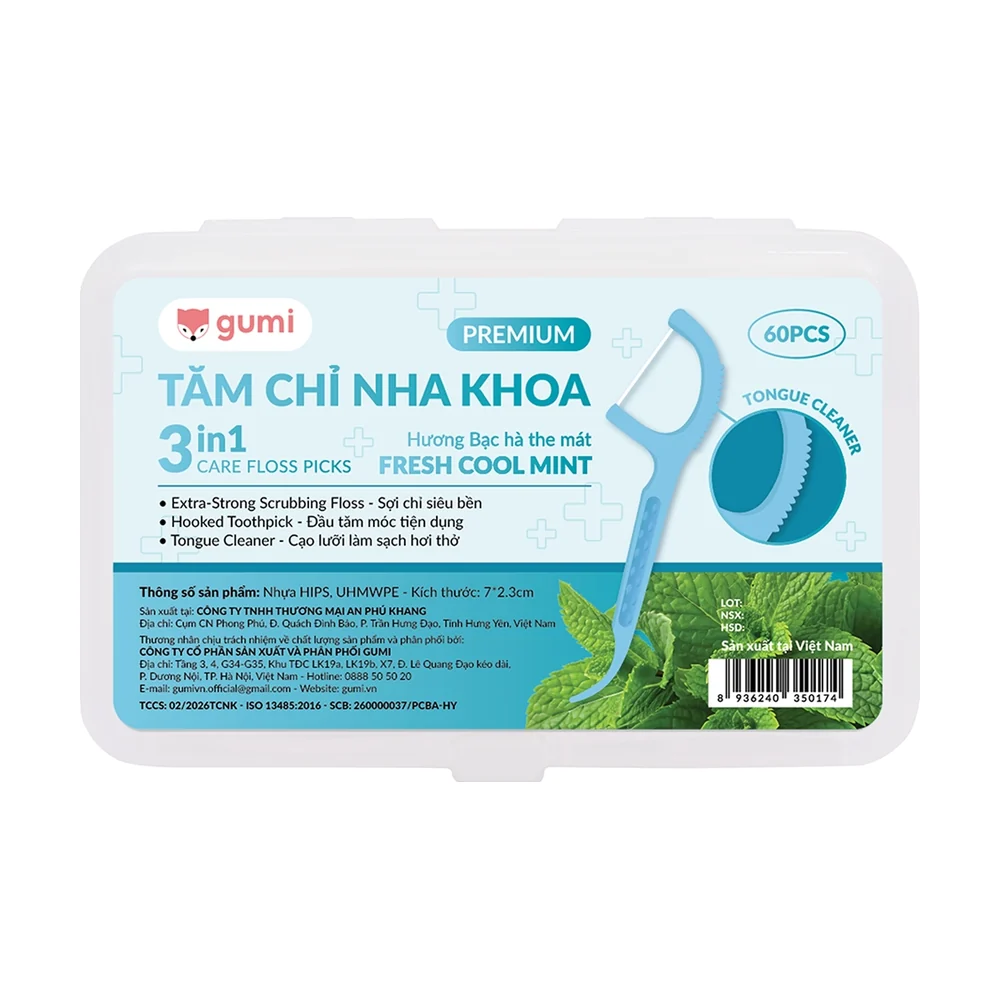 gumi
PREMIUM
60PCS
TĂM CHỈ NHA KHOA
3in1
CARE FLOSS PICKS
Hương Bạc hà the mát
FRESH COOL MINT
TONGUE CLEANER
• Extra-Strong Scrubbing Floss - Sợi chỉ siêu bền
• Hooked Toothpick - Đầu tăm móc tiện dụng
• Tongue Cleaner - Cạo lưỡi làm sạch hơi thở
Thông số sản phẩm: Nhựa HIPS, UHMWPE - Kích thước: 7*2.3cm
Sản xuất tại: CÔNG TY TNHH THƯƠNG MẠI AN PHÚ KHANG
Địa chỉ: Cụm CN Phong Phú, Đ. Quách Đình Bảo, P. Trần Hưng Đạo, Tỉnh Hưng Yên, Việt Nam
Thương nhân chịu trách nhiệm về chất lượng sản phẩm và phân phối bởi:
CÔNG TY CỔ PHẦN SẢN XUẤT VÀ PHÂN PHỐI GUMI
Địa chỉ: Tầng 3, 4, G34-G35, Khu TĐC LK19a, LK19b, X7, Đ. Lê Quang Đạo kéo dài,
P. Dương Nội, TP. Hà Nội, Việt Nam - Hotline: 0888 50 50 20
E-mail: gumivn.official@gmail.com - Website: gumi.vn
TCCS: 02/2026TCNK - ISO 13485:2016 - SCB: 260000037/PCBA-HY
LOT:
NSX:
HSD:
Sản xuất tại Việt Nam
8 936240 350174